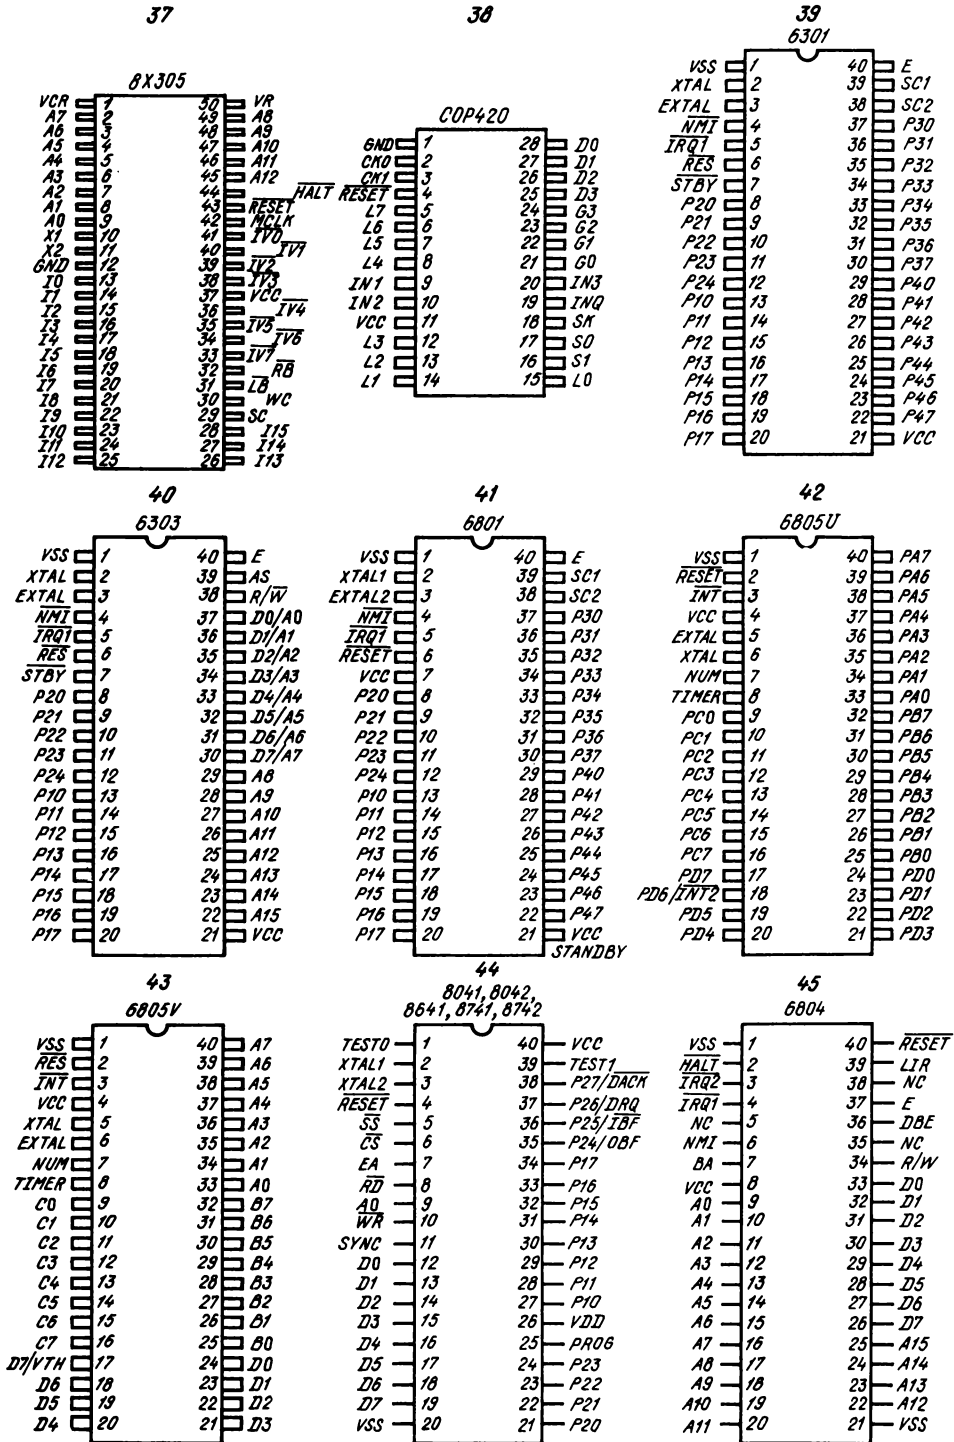 37
8X305
VCR 1 50 VR
A7 2 49 A8
A6 3 48 A9
A5 4 47 A10
A4 5 46 A11
A3 6 45 A12
A2 7 44 HALT
A1 8 43 RESET
A0 9 42 MCLK
X1 10 41 IV0
X2 11 40 IV1
GND 12 39 IV2
I0 13 38 IV3
I1 14 37 VCC
I2 15 36 IV4
I3 16 35 IV5
I4 17 34 IV6
I5 18 33 IV7
I6 19 32 RB
I7 20 31 LB
I8 21 30 WC
I9 22 29 SC
I10 23 28 I15
I11 24 27 I14
I12 25 26 I13
38
COP420
GND 1 28 D0
CK0 2 27 D1
CK1 3 26 D2
RESET 4 25 D3
L7 5 24 G3
L6 6 23 G2
L5 7 22 G1
L4 8 21 G0
IN1 9 20 IN3
IN2 10 19 INQ
VCC 11 18 SK
L3 12 17 S0
L2 13 16 S1
L1 14 15 L0
39
6301
VSS 1 40 E
XTAL 2 39 SC1
EXTAL 3 38 SC2
NMI 4 37 P30
IRQ1 5 36 P31
RES 6 35 P32
STBY 7 34 P33
P20 8 33 P34
P21 9 32 P35
P22 10 31 P36
P23 11 30 P37
P24 12 29 P40
P10 13 28 P41
P11 14 27 P42
P12 15 26 P43
P13 16 25 P44
P14 17 24 P45
P15 18 23 P46
P16 19 22 P47
P17 20 21 VCC
40
6303
VSS 1 40 E
XTAL 2 39 AS
EXTAL 3 38 R/W
NMI 4 37 D0/A0
IRQ1 5 36 D1/A1
RES 6 35 D2/A2
STBY 7 34 D3/A3
P20 8 33 D4/A4
P21 9 32 D5/A5
P22 10 31 D6/A6
P23 11 30 D7/A7
P24 12 29 A8
P10 13 28 A9
P11 14 27 A10
P12 15 26 A11
P13 16 25 A12
P14 17 24 A13
P15 18 23 A14
P16 19 22 A15
P17 20 21 VCC
41
6801
VSS 1 40 E
XTAL1 2 39 SC1
EXTAL2 3 38 SC2
NMI 4 37 P30
IRQ1 5 36 P31
RESET 6 35 P32
VCC 7 34 P33
P20 8 33 P34
P21 9 32 P35
P22 10 31 P36
P23 11 30 P37
P24 12 29 P40
P10 13 28 P41
P11 14 27 P42
P12 15 26 P43
P13 16 25 P44
P14 17 24 P45
P15 18 23 P46
P16 19 22 P47
P17 20 21 VCC
STANDBY
42
6805U
VSS 1 40 PA7
RESET 2 39 PA6
INT 3 38 PA5
VCC 4 37 PA4
EXTAL 5 36 PA3
XTAL 6 35 PA2
NUM 7 34 PA1
TIMER 8 33 PA0
PC0 9 32 PB7
PC1 10 31 PB6
PC2 11 30 PB5
PC3 12 29 PB4
PC4 13 28 PB3
PC5 14 27 PB2
PC6 15 26 PB1
PC7 16 25 PB0
PD7 17 24 PD0
PD6/INT2 18 23 PD1
PD5 19 22 PD2
PD4 20 21 PD3
43
6805V
VSS 1 40 A7
RES 2 39 A6
INT 3 38 A5
VCC 4 37 A4
XTAL 5 36 A3
EXTAL 6 35 A2
NUM 7 34 A1
TIMER 8 33 A0
C0 9 32 B7
C1 10 31 B6
C2 11 30 B5
C3 12 29 B4
C4 13 28 B3
C5 14 27 B2
C6 15 26 B1
C7 16 25 B0
D7/VTH 17 24 D0
D6 18 23 D1
D5 19 22 D2
D4 20 21 D3
44
8041, 8042,
8641, 8741, 8742
TEST0 1 40 VCC
XTAL1 2 39 TEST1
XTAL2 3 38 P27/DACK
RESET 4 37 P26/DRQ
SS 5 36 P25/IBF
CS 6 35 P24/OBF
EA 7 34 P17
RD 8 33 P16
A0 9 32 P15
WR 10 31 P14
SYNC 11 30 P13
D0 12 29 P12
D1 13 28 P11
D2 14 27 P10
D3 15 26 VDD
D4 16 25 PROG
D5 17 24 P23
D6 18 23 P22
D7 19 22 P21
VSS 20 21 P20
45
6804
VSS 1 40 RESET
HALT 2 39 LIR
IRQ2 3 38 NC
IRQ1 4 37 E
NC 5 36 DBE
NMI 6 35 NC
BA 7 34 R/W
VCC 8 33 D0
A0 9 32 D1
A1 10 31 D2
A2 11 30 D3
A3 12 29 D4
A4 13 28 D5
A5 14 27 D6
A6 15 26 D7
A7 16 25 A15
A8 17 24 A14
A9 18 23 A13
A10 19 22 A12
A11 20 21 VSS